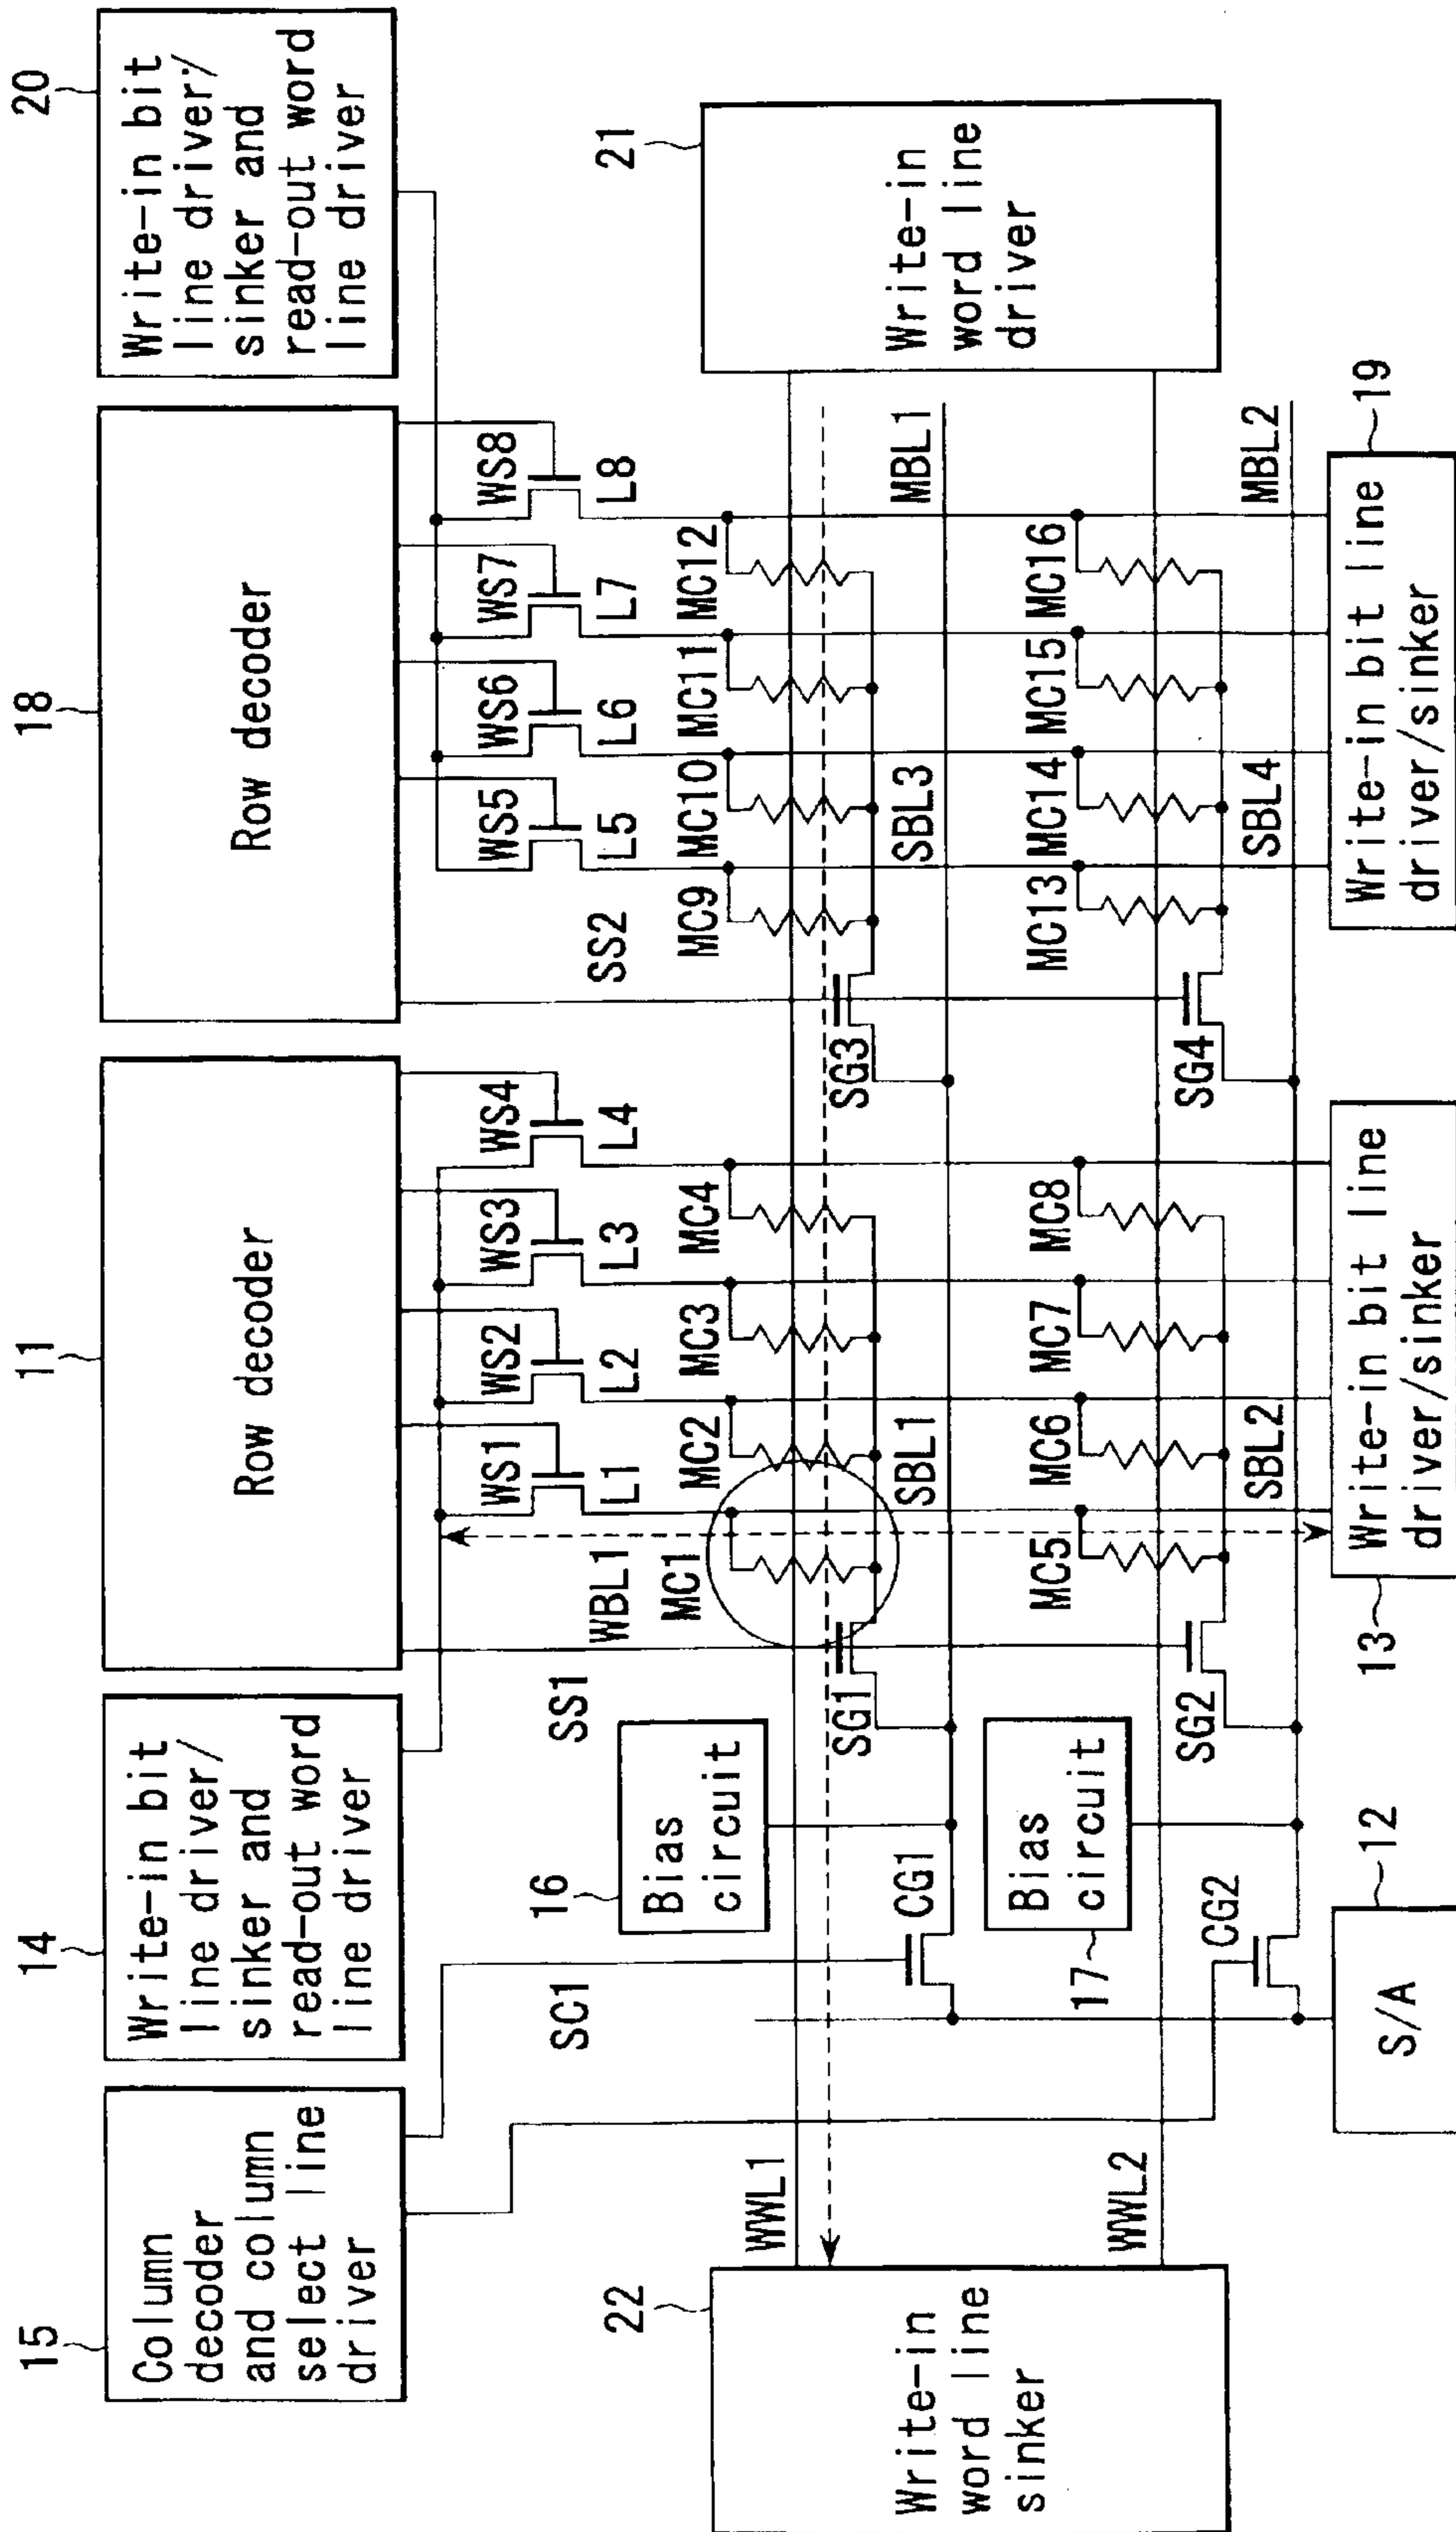 15
Column
decoder
and column
select line
driver
14
Write-in bit
line driver/
sinker and
read-out word
line driver
11
Row decoder
18
Row decoder
20
Write-in bit
line driver/
sinker and
read-out word
line driver
WS1
WS2
WS3
WS4
WS5
WS6
WS7
WS8
L1
L2
L3
L4
L5
L6
L7
L8
SC1
SS1
WBL1
SS2
16
Bias
circuit
MC1
MC2
MC3
MC4
MC9
MC10
MC11
MC12
21
Write-in
word line
driver
22
Write-in
word line
sinker
WWL1
SG1
SG3
CG1
SBL1
SBL3
MBL1
17
Bias
circuit
MC5
MC6
MC7
MC8
MC13
MC14
MC15
MC16
WWL2
SG2
SG4
CG2
SBL2
SBL4
MBL2
12
S/A
13
Write-in bit line
driver/sinker
19
Write-in bit line
driver/sinker